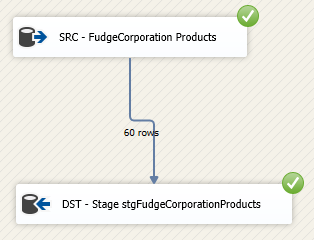 SRC - FudgeCorporation Products
60 rows
DST - Stage stgFudgeCorporationProducts